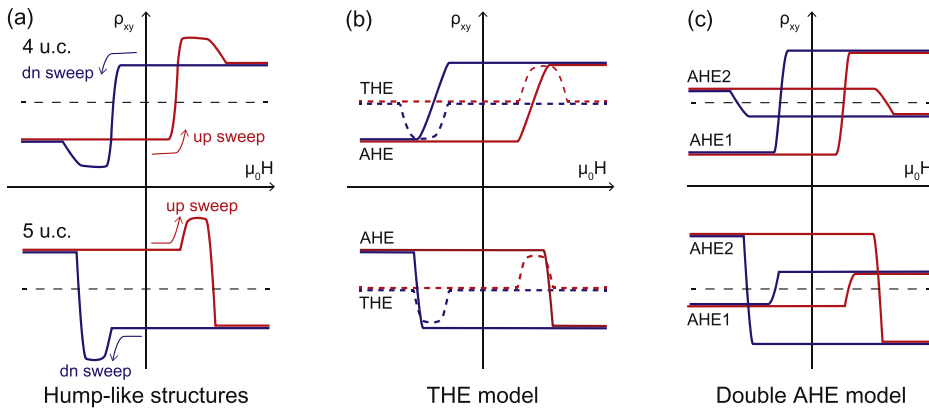 (a)
ρxy
4 u.c.
dn sweep
up sweep
μ0H
5 u.c.
up sweep
dn sweep
Hump-like structures
(b)
ρxy
THE
AHE
μ0H
AHE
THE
THE model
(c)
ρxy
AHE2
AHE1
μ0H
AHE2
AHE1
Double AHE model